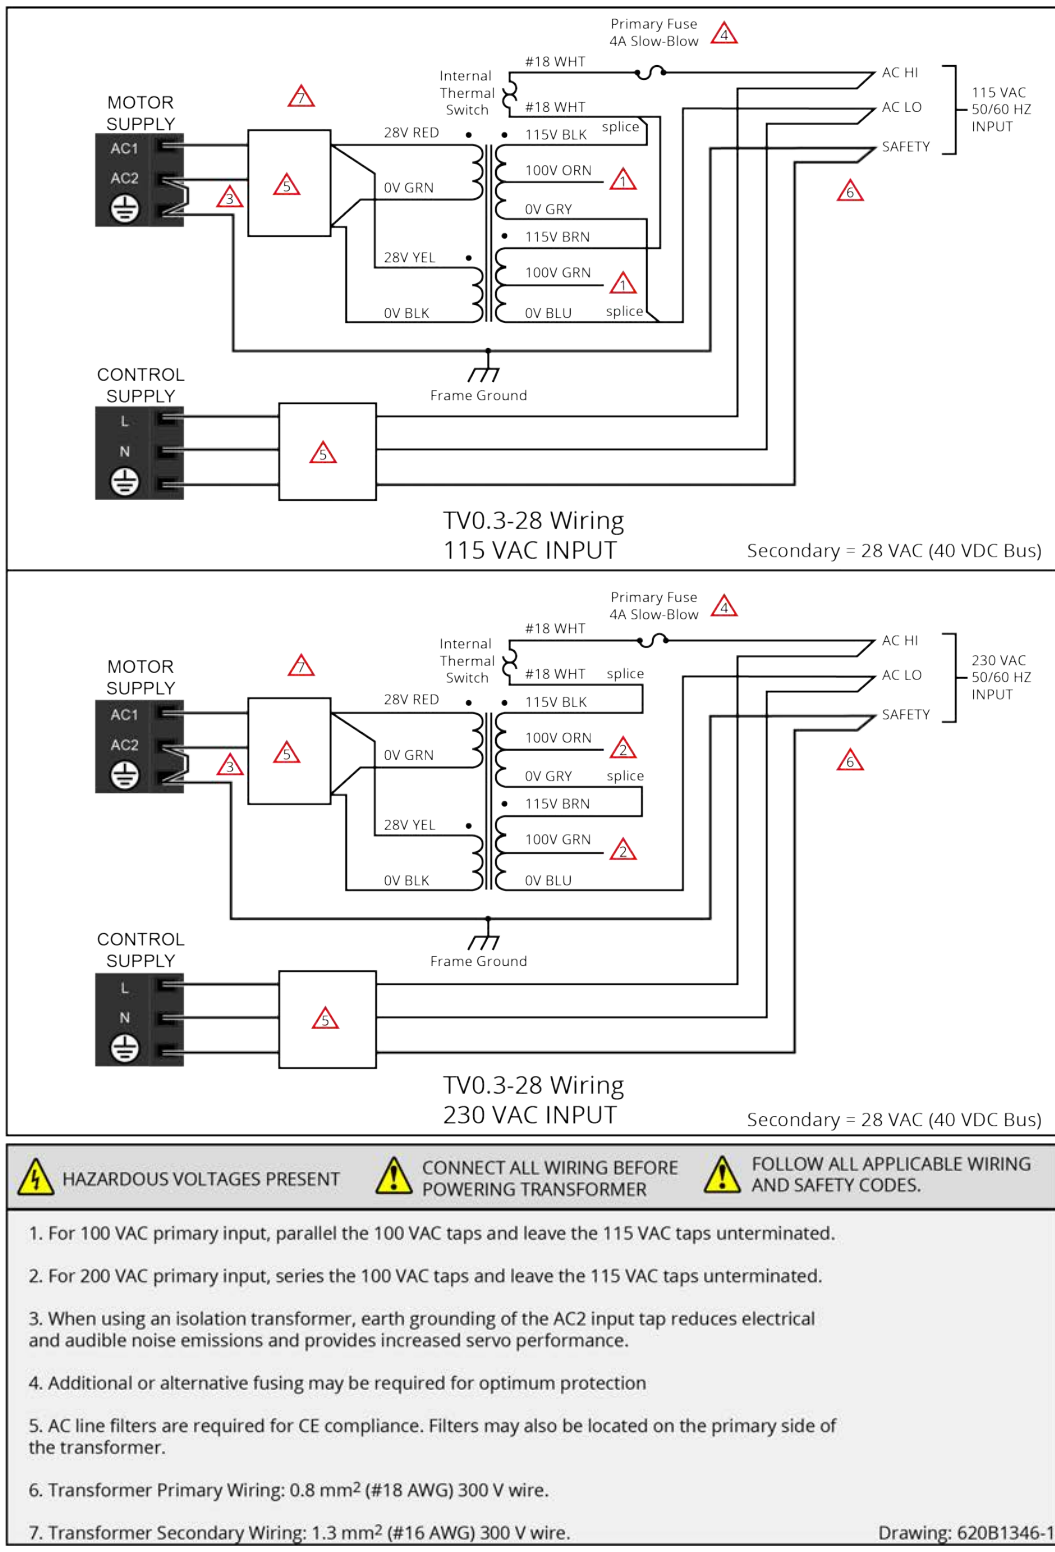 Primary Fuse
4A Slow-Blow
4
#18 WHT
Internal
Thermal
Switch
AC HI
7
MOTOR
SUPPLY
#18 WHT
AC LO
115 VAC
50/60 HZ
INPUT
28V RED
115V BLK
splice
SAFETY
AC1
AC2
3
5
100V ORN
1
6
0V GRN
0V GRY
115V BRN
28V YEL
100V GRN
1
0V BLK
0V BLU
splice
Frame Ground
CONTROL
SUPPLY
L
N
5
TV0.3-28 Wiring
115 VAC INPUT
Secondary = 28 VAC (40 VDC Bus)
Primary Fuse
4A Slow-Blow
4
#18 WHT
Internal
Thermal
Switch
AC HI
7
MOTOR
SUPPLY
#18 WHT
splice
AC LO
230 VAC
50/60 HZ
INPUT
28V RED
115V BLK
SAFETY
AC1
AC2
3
5
100V ORN
2
6
0V GRN
0V GRY
splice
115V BRN
28V YEL
100V GRN
2
0V BLK
0V BLU
Frame Ground
CONTROL
SUPPLY
L
N
5
TV0.3-28 Wiring
230 VAC INPUT
Secondary = 28 VAC (40 VDC Bus)
HAZARDOUS VOLTAGES PRESENT
CONNECT ALL WIRING BEFORE
POWERING TRANSFORMER
FOLLOW ALL APPLICABLE WIRING
AND SAFETY CODES.
1. For 100 VAC primary input, parallel the 100 VAC taps and leave the 115 VAC taps unterminated.
2. For 200 VAC primary input, series the 100 VAC taps and leave the 115 VAC taps unterminated.
3. When using an isolation transformer, earth grounding of the AC2 input tap reduces electrical
and audible noise emissions and provides increased servo performance.
4. Additional or alternative fusing may be required for optimum protection
5. AC line filters are required for CE compliance. Filters may also be located on the primary side of
the transformer.
6. Transformer Primary Wiring: 0.8 mm² (#18 AWG) 300 V wire.
7. Transformer Secondary Wiring: 1.3 mm² (#16 AWG) 300 V wire.
Drawing: 620B1346-1